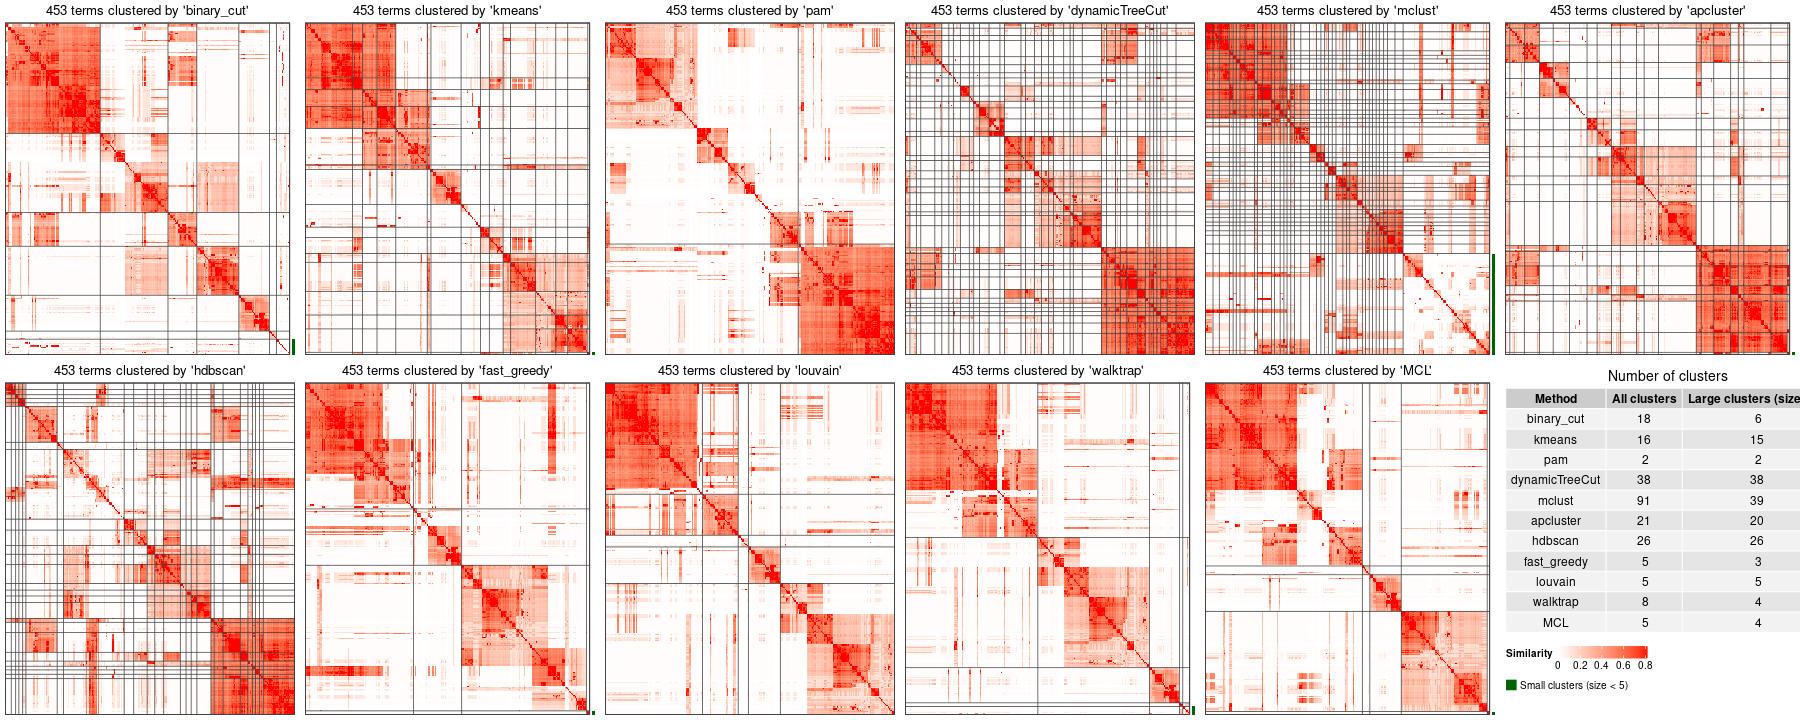 453 terms clustered by 'binary_cut'
453 terms clustered by 'kmeans'
453 terms clustered by 'pam'
453 terms clustered by 'dynamicTreeCut'
453 terms clustered by 'mclust'
453 terms clustered by 'apcluster'
453 terms clustered by 'hdbscan'
453 terms clustered by 'fast_greedy'
453 terms clustered by 'louvain'
453 terms clustered by 'walktrap'
453 terms clustered by 'MCL'
Number of clusters
Method All clusters Large clusters (size
binary_cut 18 6
kmeans 16 15
pam 2 2
dynamicTreeCut 38 38
mclust 91 39
apcluster 21 20
hdbscan 26 26
fast_greedy 5 3
louvain 5 5
walktrap 8 4
MCL 5 4
Similarity
0 0.2 0.4 0.6 0.8
Small clusters (size < 5)